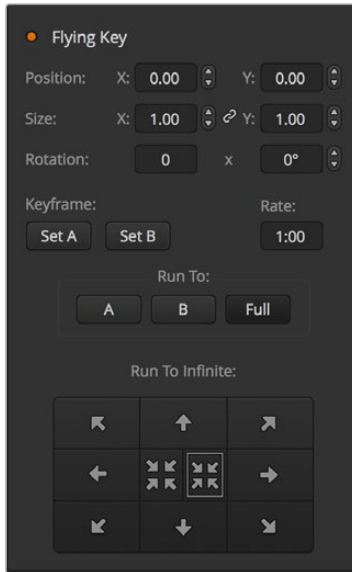 Flying Key
Position: X: 0.00 Y: 0.00
Size: X: 1.00 Y: 1.00
Rotation: 0 x 0°
Keyframe: Rate:
Set A Set B 1:00
Run To:
A B Full
Run To Infinite: